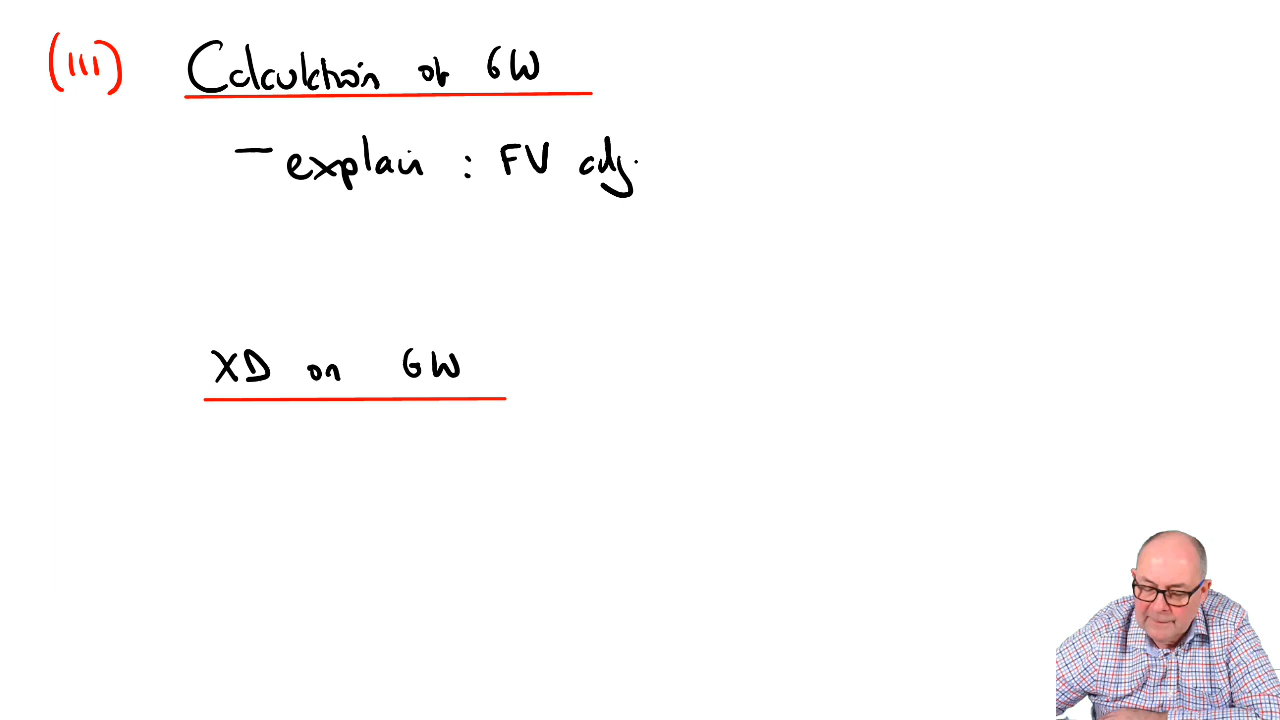 (III) Calculation of GW
- explain : FV adj.
XD on GW